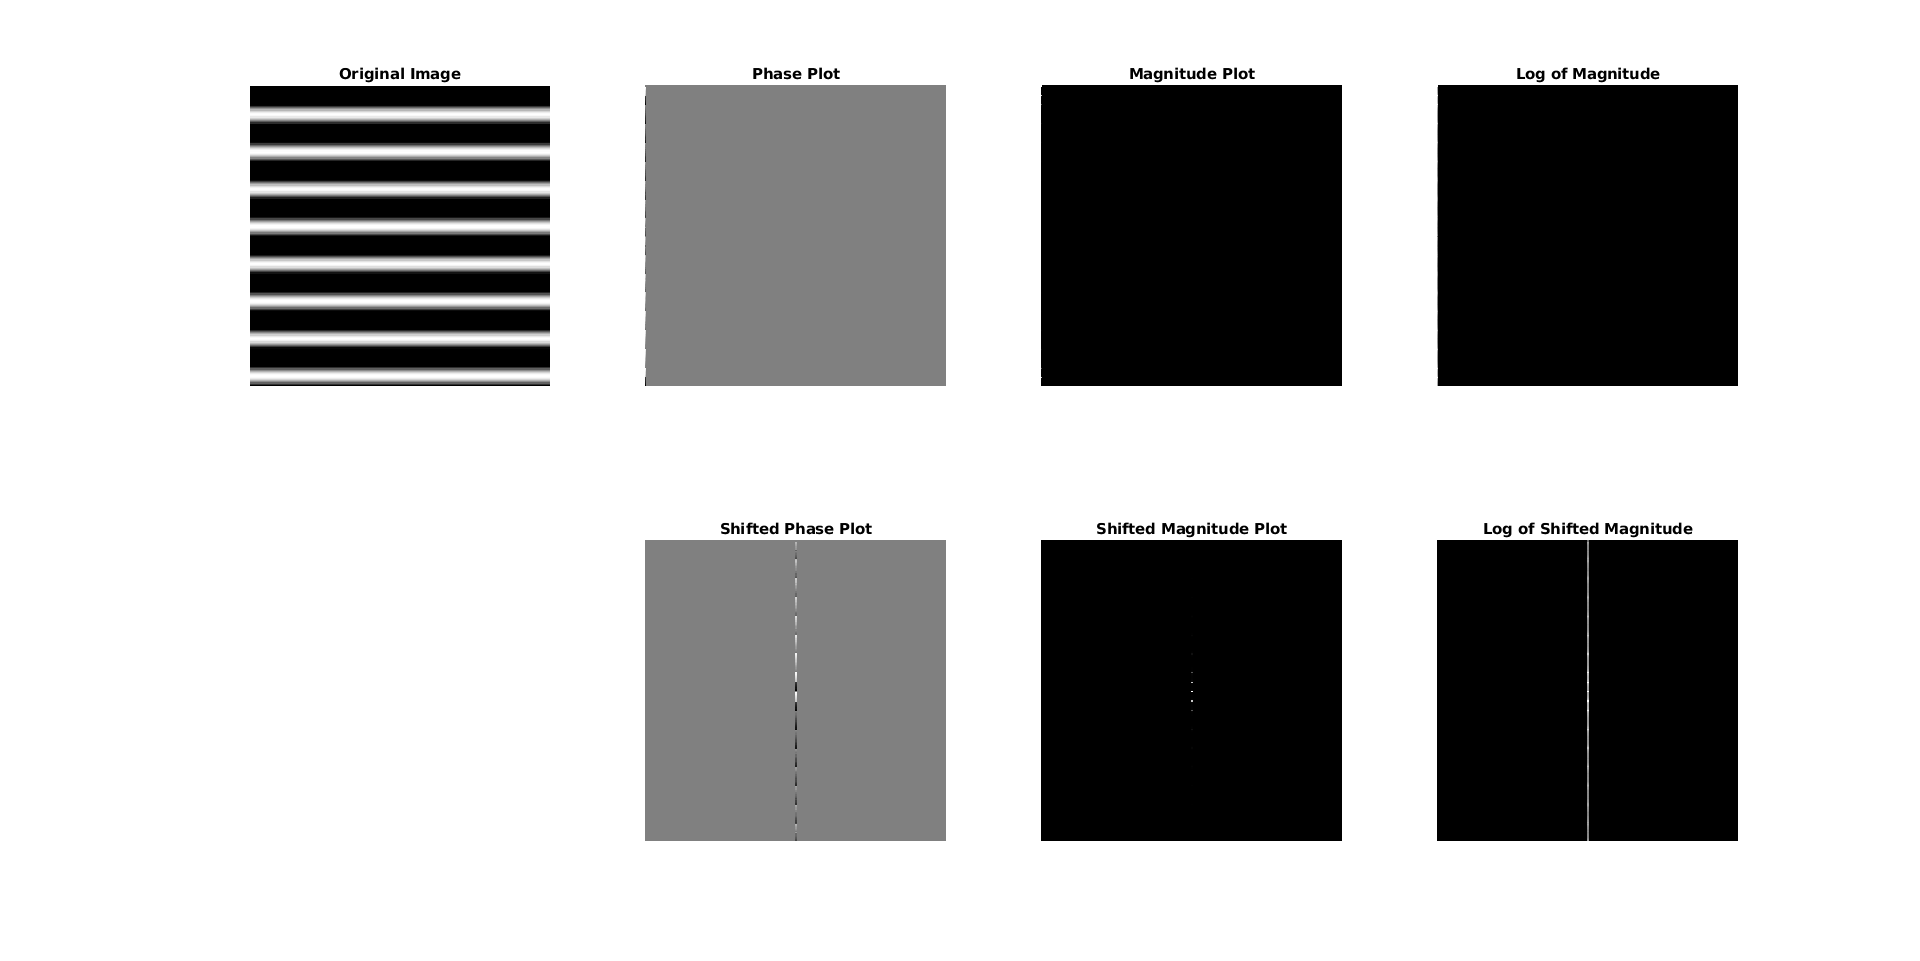 Original Image
Phase Plot
Magnitude Plot
Log of Magnitude
Shifted Phase Plot
Shifted Magnitude Plot
Log of Shifted Magnitude